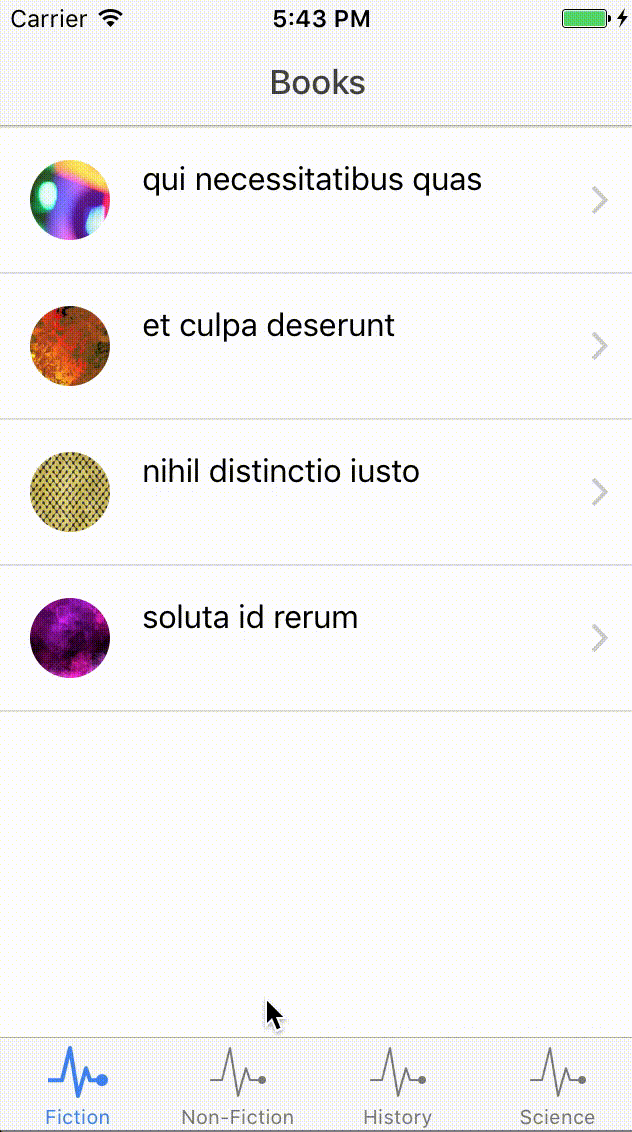 Carrier 5:43 PM
Books
qui necessitatibus quas
et culpa deserunt
nihil distinctio iusto
soluta id rerum
Fiction Non-Fiction History Science